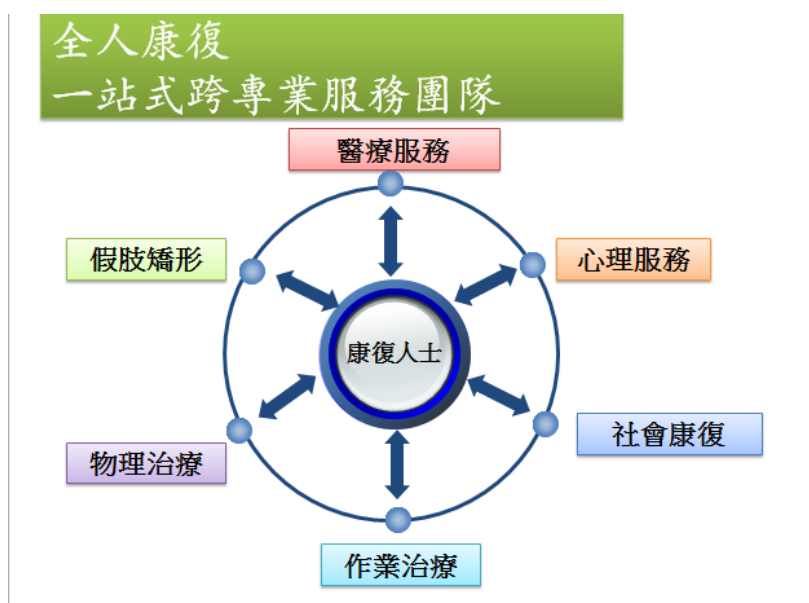 全人康復
一站式跨專業服務團隊
醫療服務
假肢矯形
心理服務
康復人士
物理治療
社會康復
作業治療